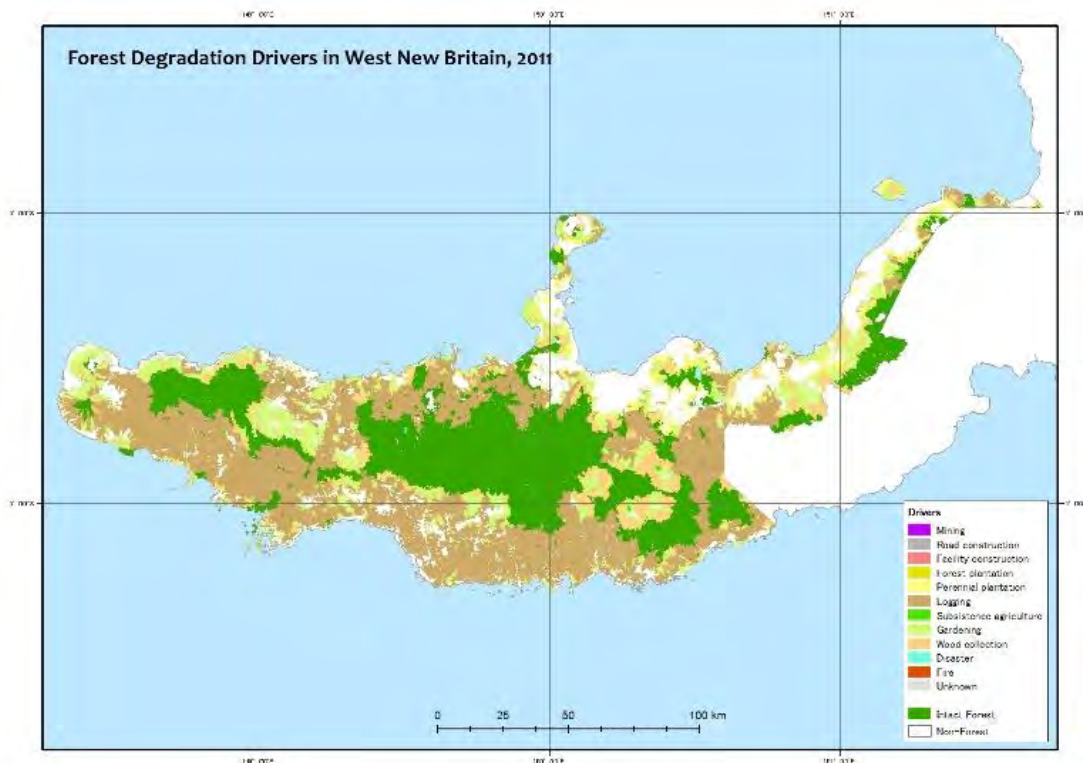 Forest Degradation Drivers in West New Britain, 2011
0 25 50 100 km
Drivers
Mining
Road construction
Facility construction
Forest plantation
Perennial plantation
Logging
Subsistence agriculture
Gardening
Wood collection
Disaster
Fire
Unknown
Intact Forest
Non-Forest